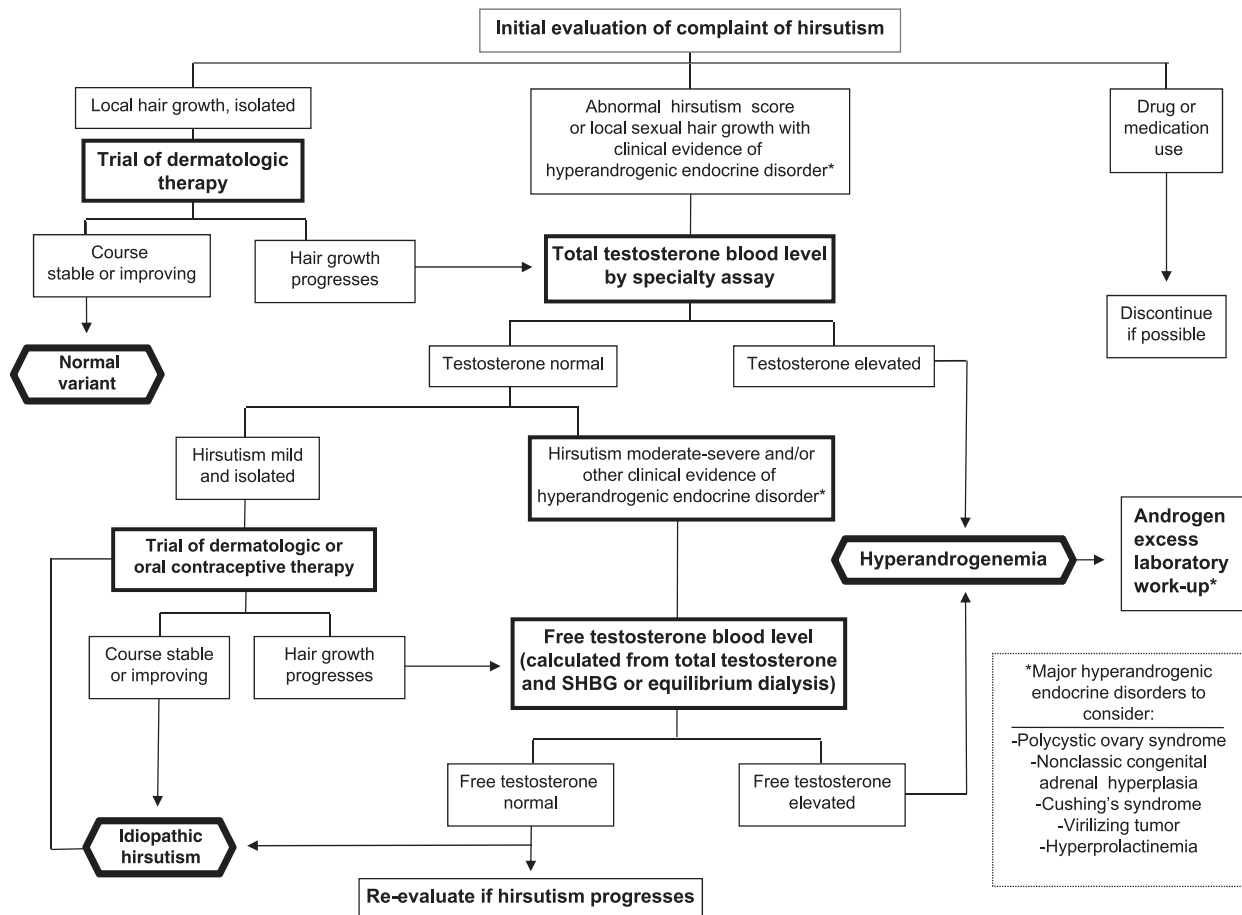 Initial evaluation of complaint of hirsutism
Local hair growth, isolated
Abnormal hirsutism score
or local sexual hair growth with
clinical evidence of
hyperandrogenic endocrine disorder*
Drug or
medication
use
Trial of dermatologic
therapy
Course
stable or improving
Hair growth
progresses
Total testosterone blood level
by specialty assay
Discontinue
if possible
Normal
variant
Testosterone normal
Testosterone elevated
Hirsutism mild
and isolated
Hirsutism moderate-severe and/or
other clinical evidence of
hyperandrogenic endocrine disorder*
Trial of dermatologic or
oral contraceptive therapy
Hyperandrogenemia
Androgen
excess
laboratory
work-up*
Course stable
or improving
Hair growth
progresses
Free testosterone blood level
(calculated from total testosterone
and SHBG or equilibrium dialysis)
Free testosterone
normal
Free testosterone
elevated
Idiopathic
hirsutism
Re-evaluate if hirsutism progresses
*Major hyperandrogenic
endocrine disorders to
consider:
-Polycystic ovary syndrome
-Nonclassic congenital
adrenal hyperplasia
-Cushing's syndrome
-Virilizing tumor
-Hyperprolactinemia